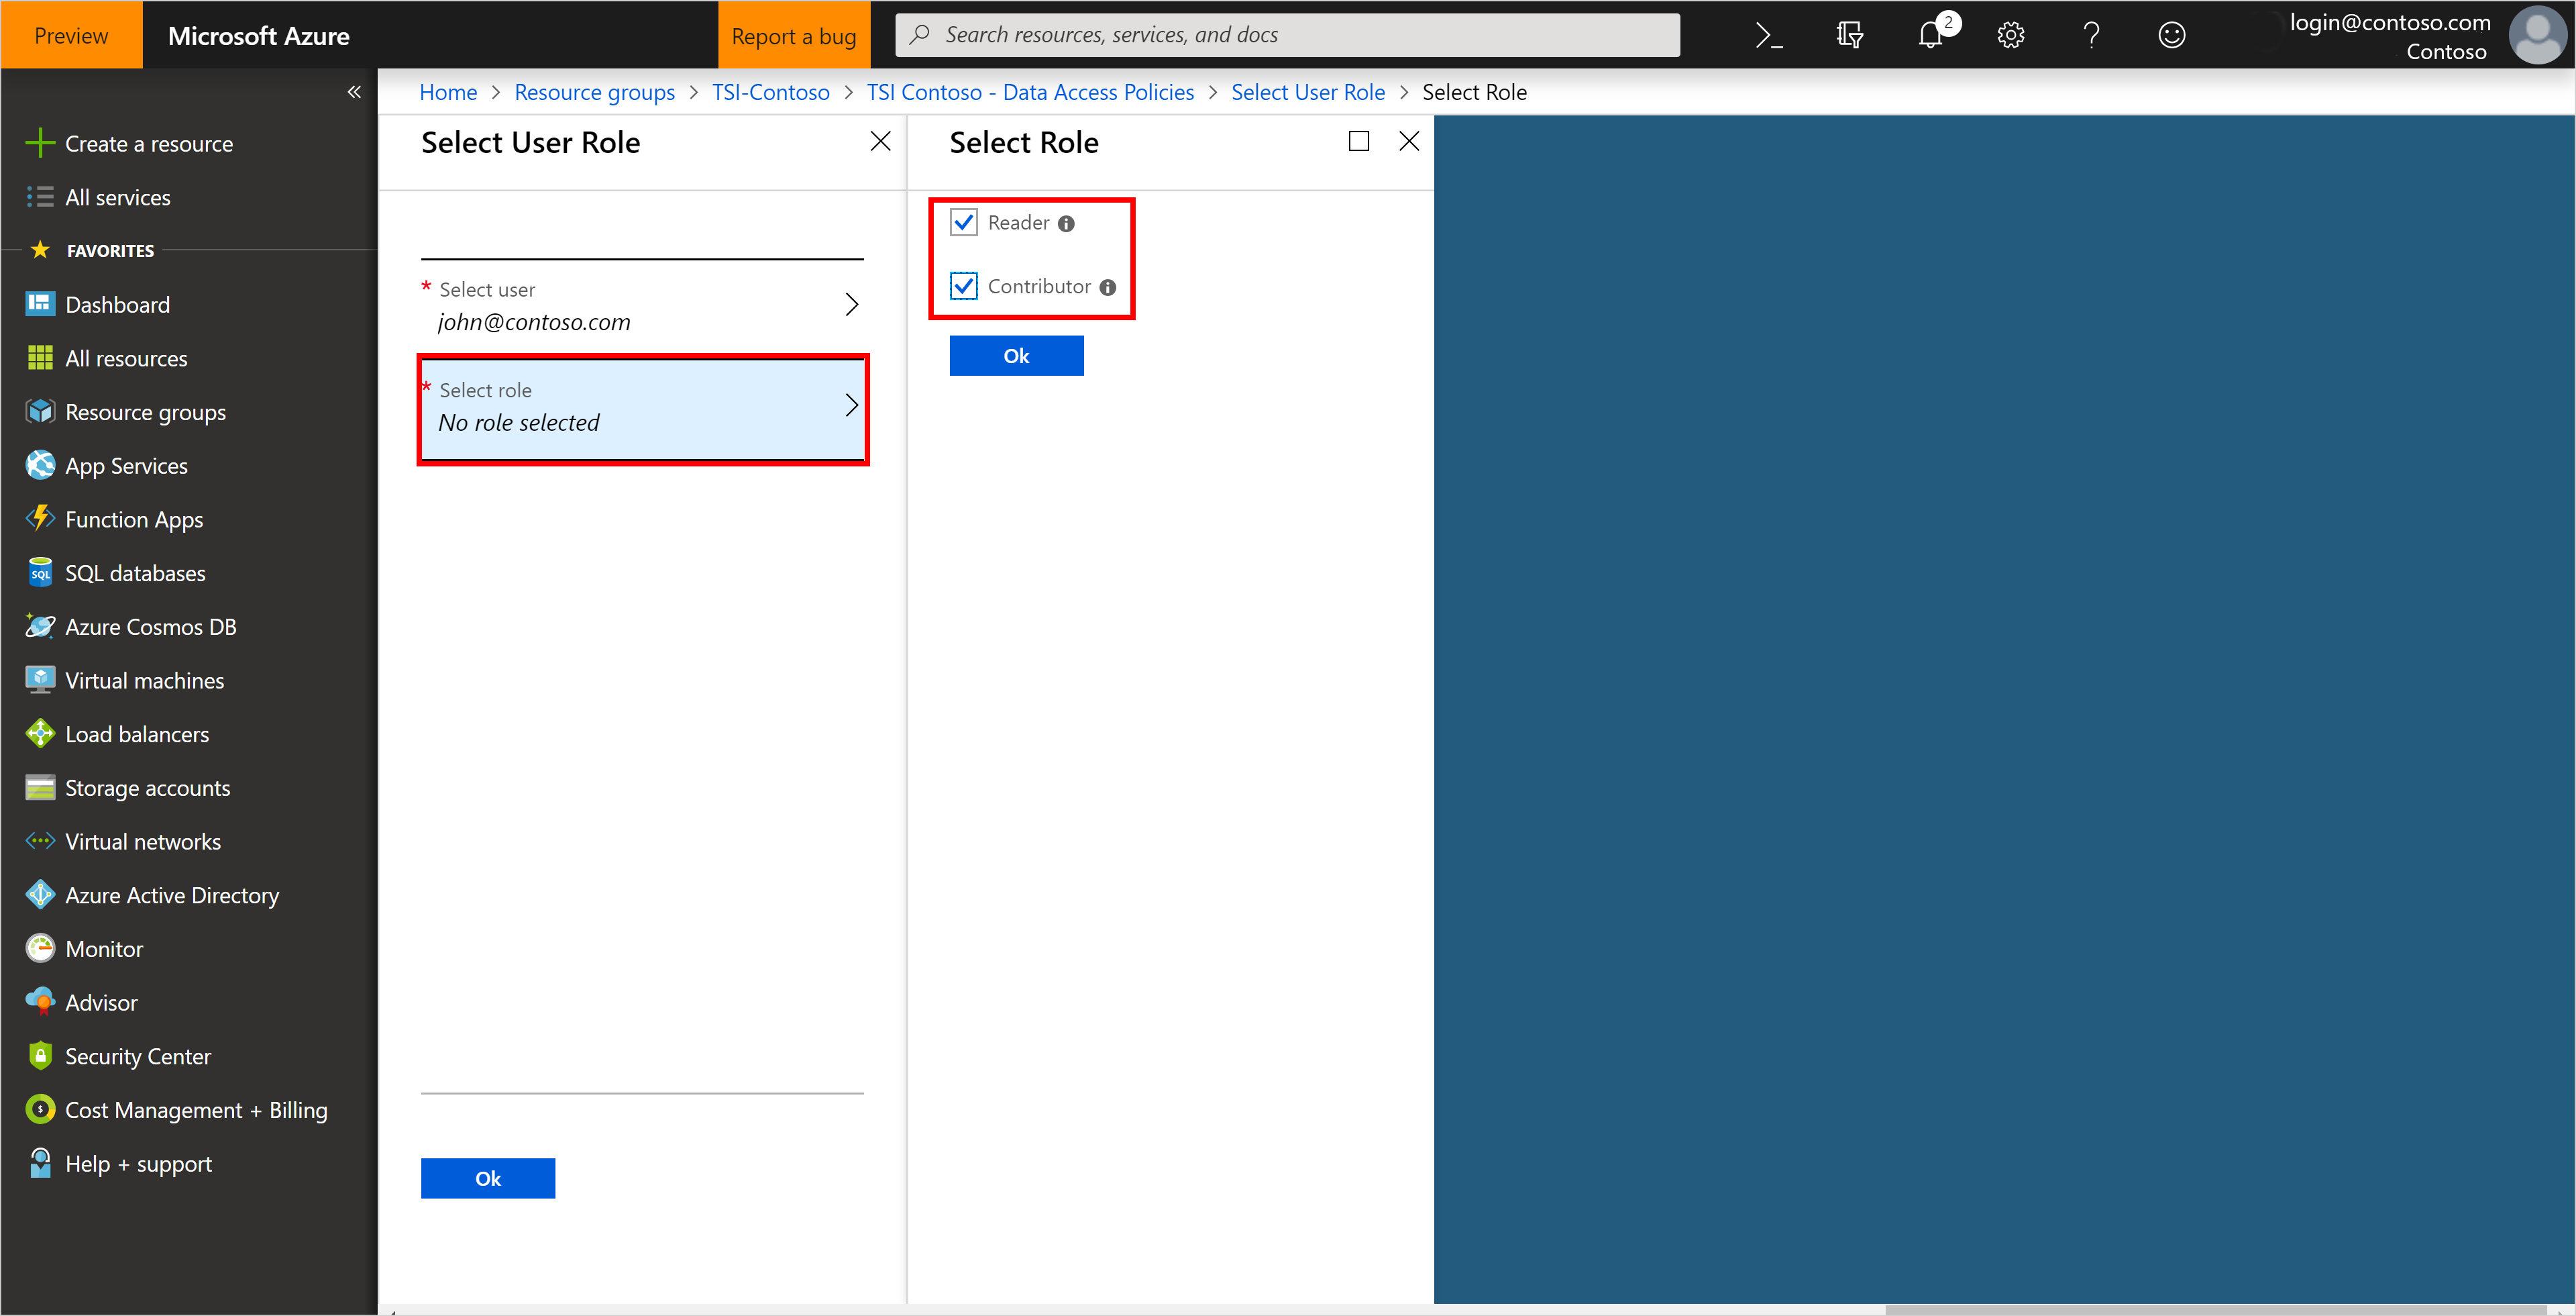 Preview
Microsoft Azure
Report a bug
Search resources, services, and docs
2
login@contoso.com
Contoso
Home > Resource groups > TSI-Contoso > TSI Contoso - Data Access Policies > Select User Role > Select Role
Create a resource
All services
FAVORITES
Dashboard
All resources
Resource groups
App Services
Function Apps
SQL
SQL databases
Azure Cosmos DB
Virtual machines
Load balancers
Storage accounts
Virtual networks
Azure Active Directory
Monitor
Advisor
Security Center
Cost Management + Billing
Help + support
Select User Role
* Select user
john@contoso.com
* Select role
No role selected
Ok
Select Role
Reader
Contributor
Ok